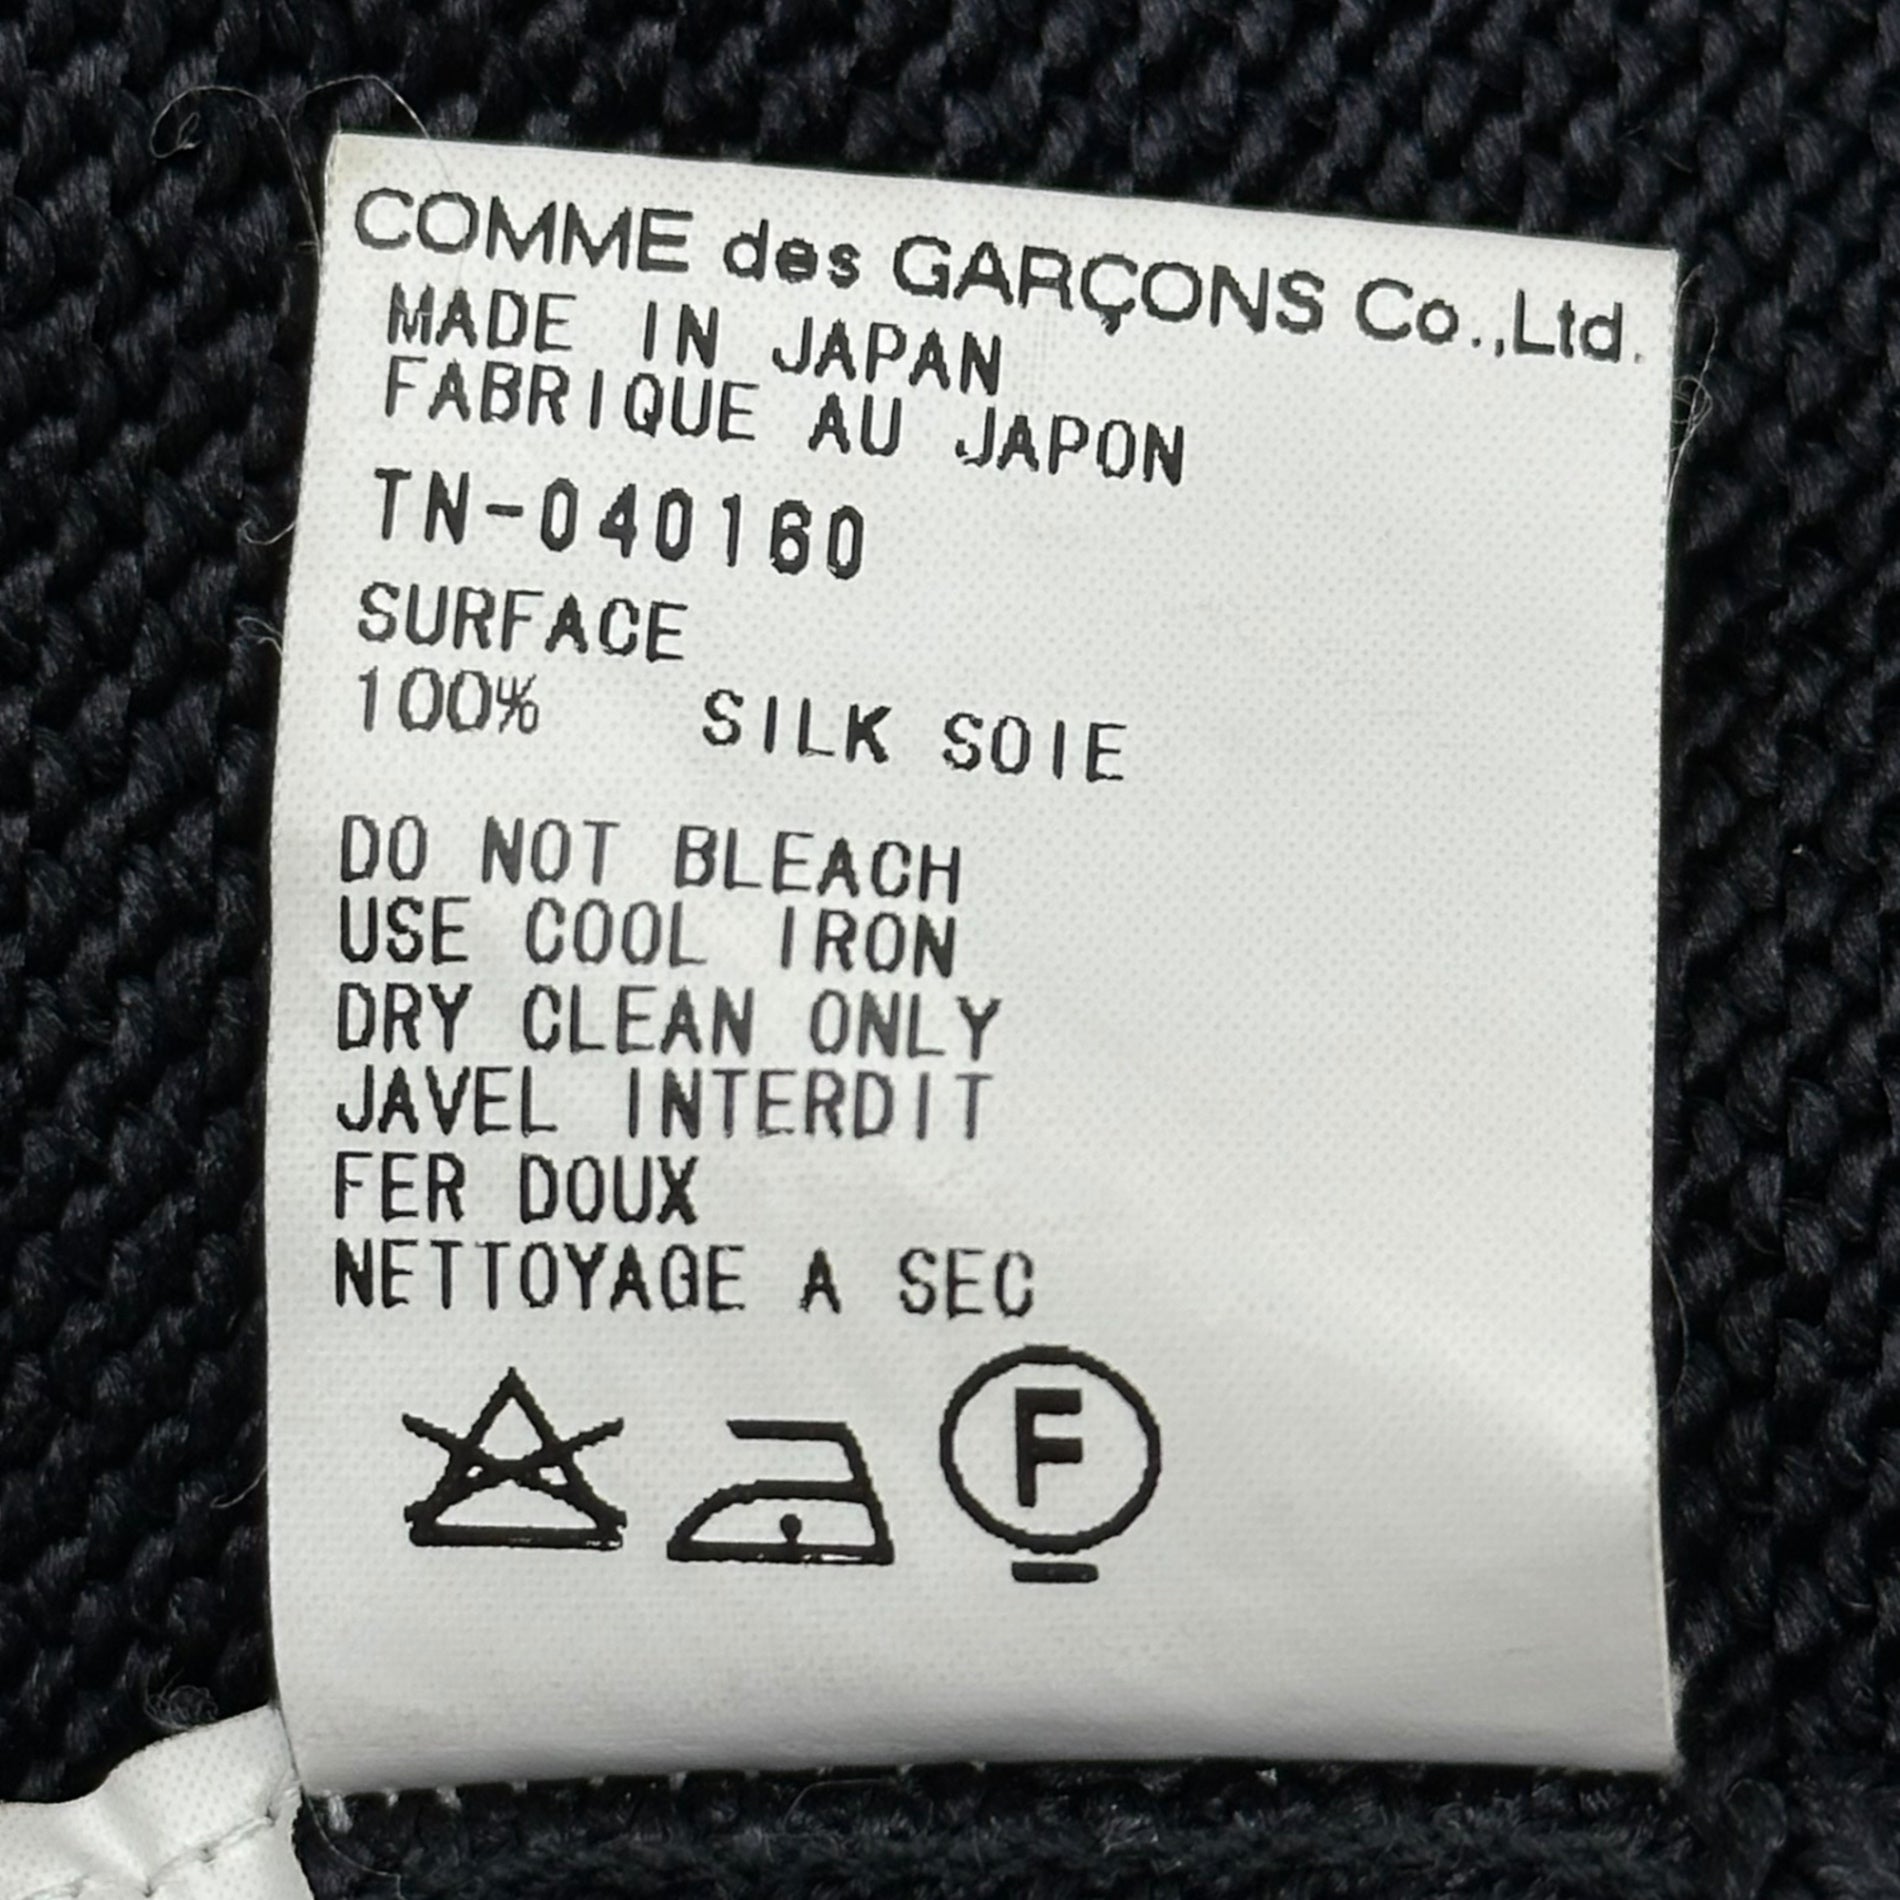 COMME des GARÇONS Co.,Ltd.
MADE IN JAPAN
FABRIQUE AU JAPON
TN-040160
SURFACE
100% SILK SOIE
DO NOT BLEACH
USE COOL IRON
DRY CLEAN ONLY
JAVEL INTERDIT
FER DOUX
NETTOYAGE A SEC
F